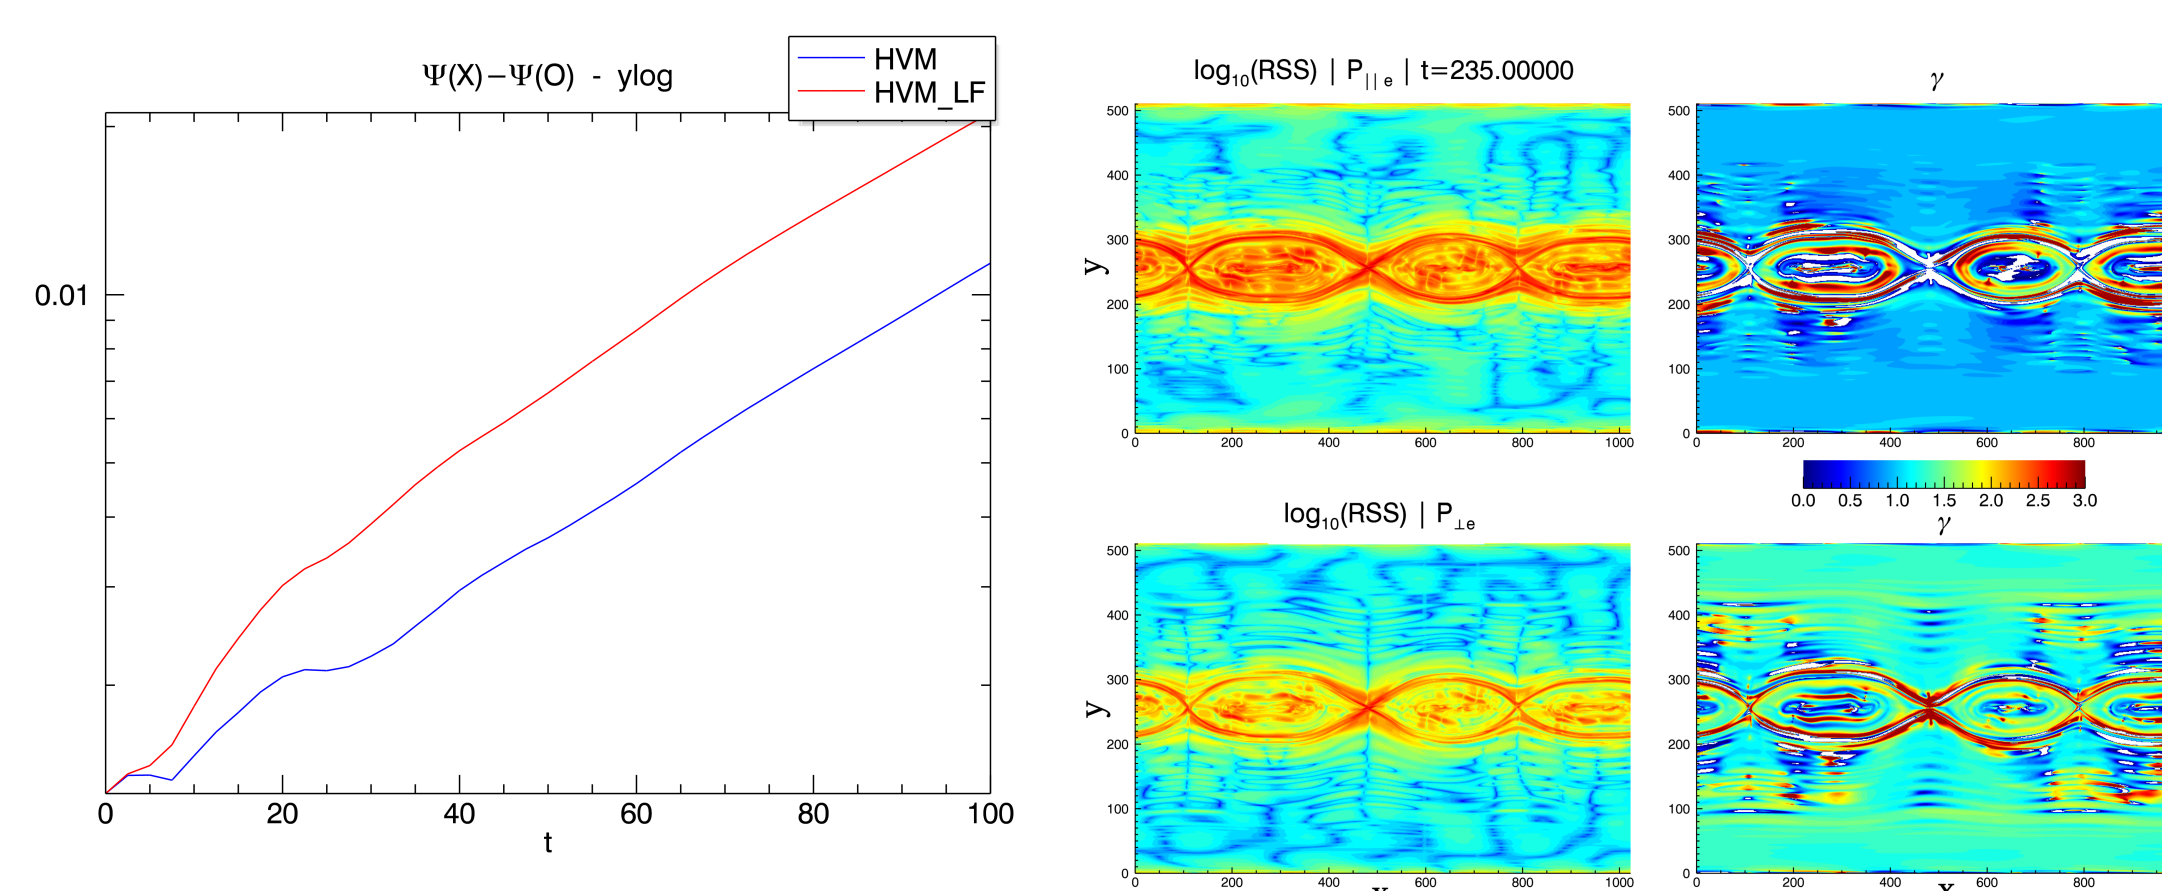 Ψ(X)−Ψ(O) - ylog
HVM
HVM_LF
0.01
0 20 40 60 80 100
t
log₁₀(RSS) | P|| e | t=235.00000
y
500
400
300
200
100
0
0 200 400 600 800 1000
γ
500
400
300
200
100
0
0 200 400 600 800
0.0 0.5 1.0 1.5 2.0 2.5 3.0
log₁₀(RSS) | P⊥e
y
500
400
300
200
100
0
0 200 400 600 800 1000
x
γ
500
400
300
200
100
0
0 200 400 600 800
x